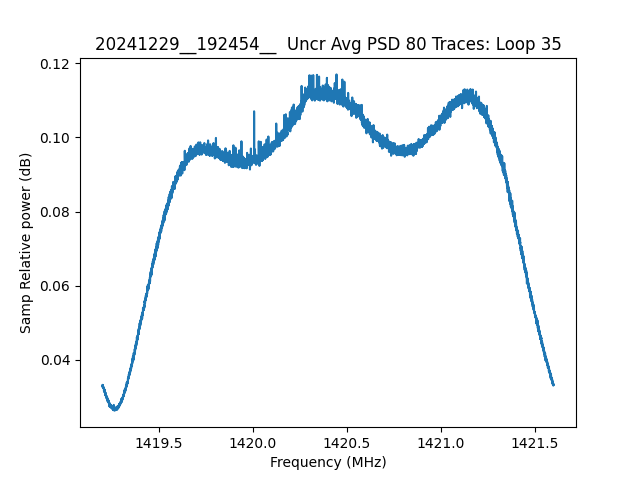 20241229__192454__  Uncr Avg PSD 80 Traces: Loop 35
0.12
0.10
0.08
0.06
0.04
Samp Relative power (dB)
1419.5 1420.0 1420.5 1421.0 1421.5
Frequency (MHz)